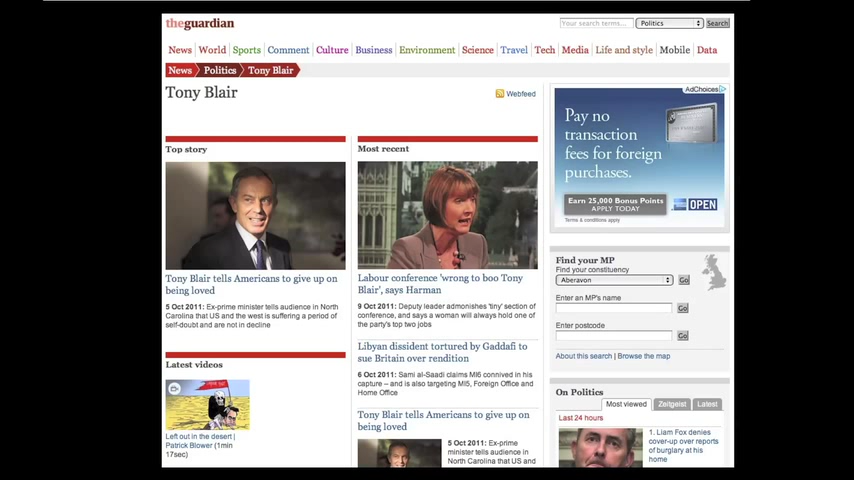 theguardian
Your search terms...
Politics
Search
News World Sports Comment Culture Business Environment Science Travel Tech Media Life and style Mobile Data
News Politics Tony Blair
Tony Blair
Webfeed
Top story
Tony Blair tells Americans to give up on
being loved
5 Oct 2011: Ex-prime minister tells audience in North
Carolina that US and the west is suffering a period of
self-doubt and are not in decline
Latest videos
Left out in the desert |
Patrick Blower (1min
17sec)
Most recent
Labour conference 'wrong to boo Tony
Blair', says Harman
9 Oct 2011: Deputy leader admonishes 'tiny' section of
conference, and says a woman will always hold one of
the party's top two jobs
Libyan dissident tortured by Gaddafi to
sue Britain over rendition
6 Oct 2011: Sami al-Saadi claims MI6 connived in his
capture – and is also targeting MI5, Foreign Office and
Home Office
Tony Blair tells Americans to give up on
being loved
5 Oct 2011: Ex-prime
minister tells audience in
North Carolina that US and
AdChoices
Pay no
transaction
fees for foreign
purchases.
Earn 25,000 Bonus Points
APPLY TODAY
OPEN
Terms & conditions apply
Find your MP
Find your constituency
Aberavon
Go
Enter an MP's name
Go
Enter postcode
Go
About this search | Browse the map
On Politics
Most viewed Zeitgeist Latest
Last 24 hours
1. Liam Fox denies
cover-up over reports
of burglary at his
home